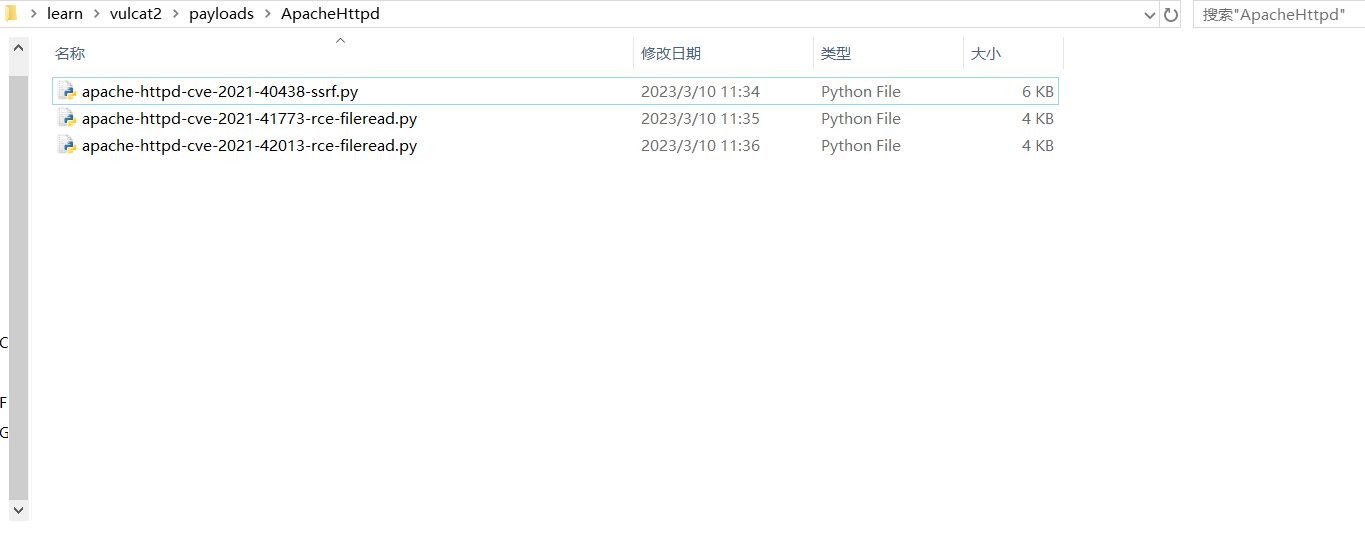 learn > vulcat2 > payloads > ApacheHttpd 搜索"ApacheHttpd"
名称 修改日期 类型 大小
apache-httpd-cve-2021-40438-ssrf.py 2023/3/10 11:34 Python File 6 KB
apache-httpd-cve-2021-41773-rce-fileread.py 2023/3/10 11:35 Python File 4 KB
apache-httpd-cve-2021-42013-rce-fileread.py 2023/3/10 11:36 Python File 4 KB
C
F
G